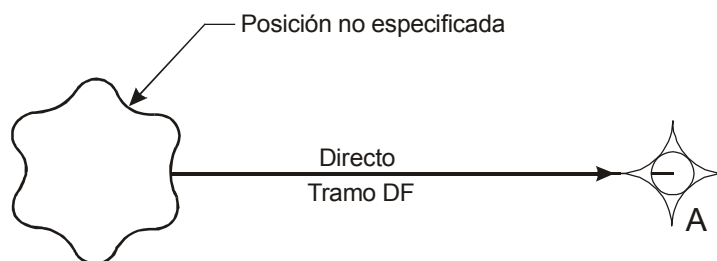 Posición no especificada
Directo
Tramo DF
A